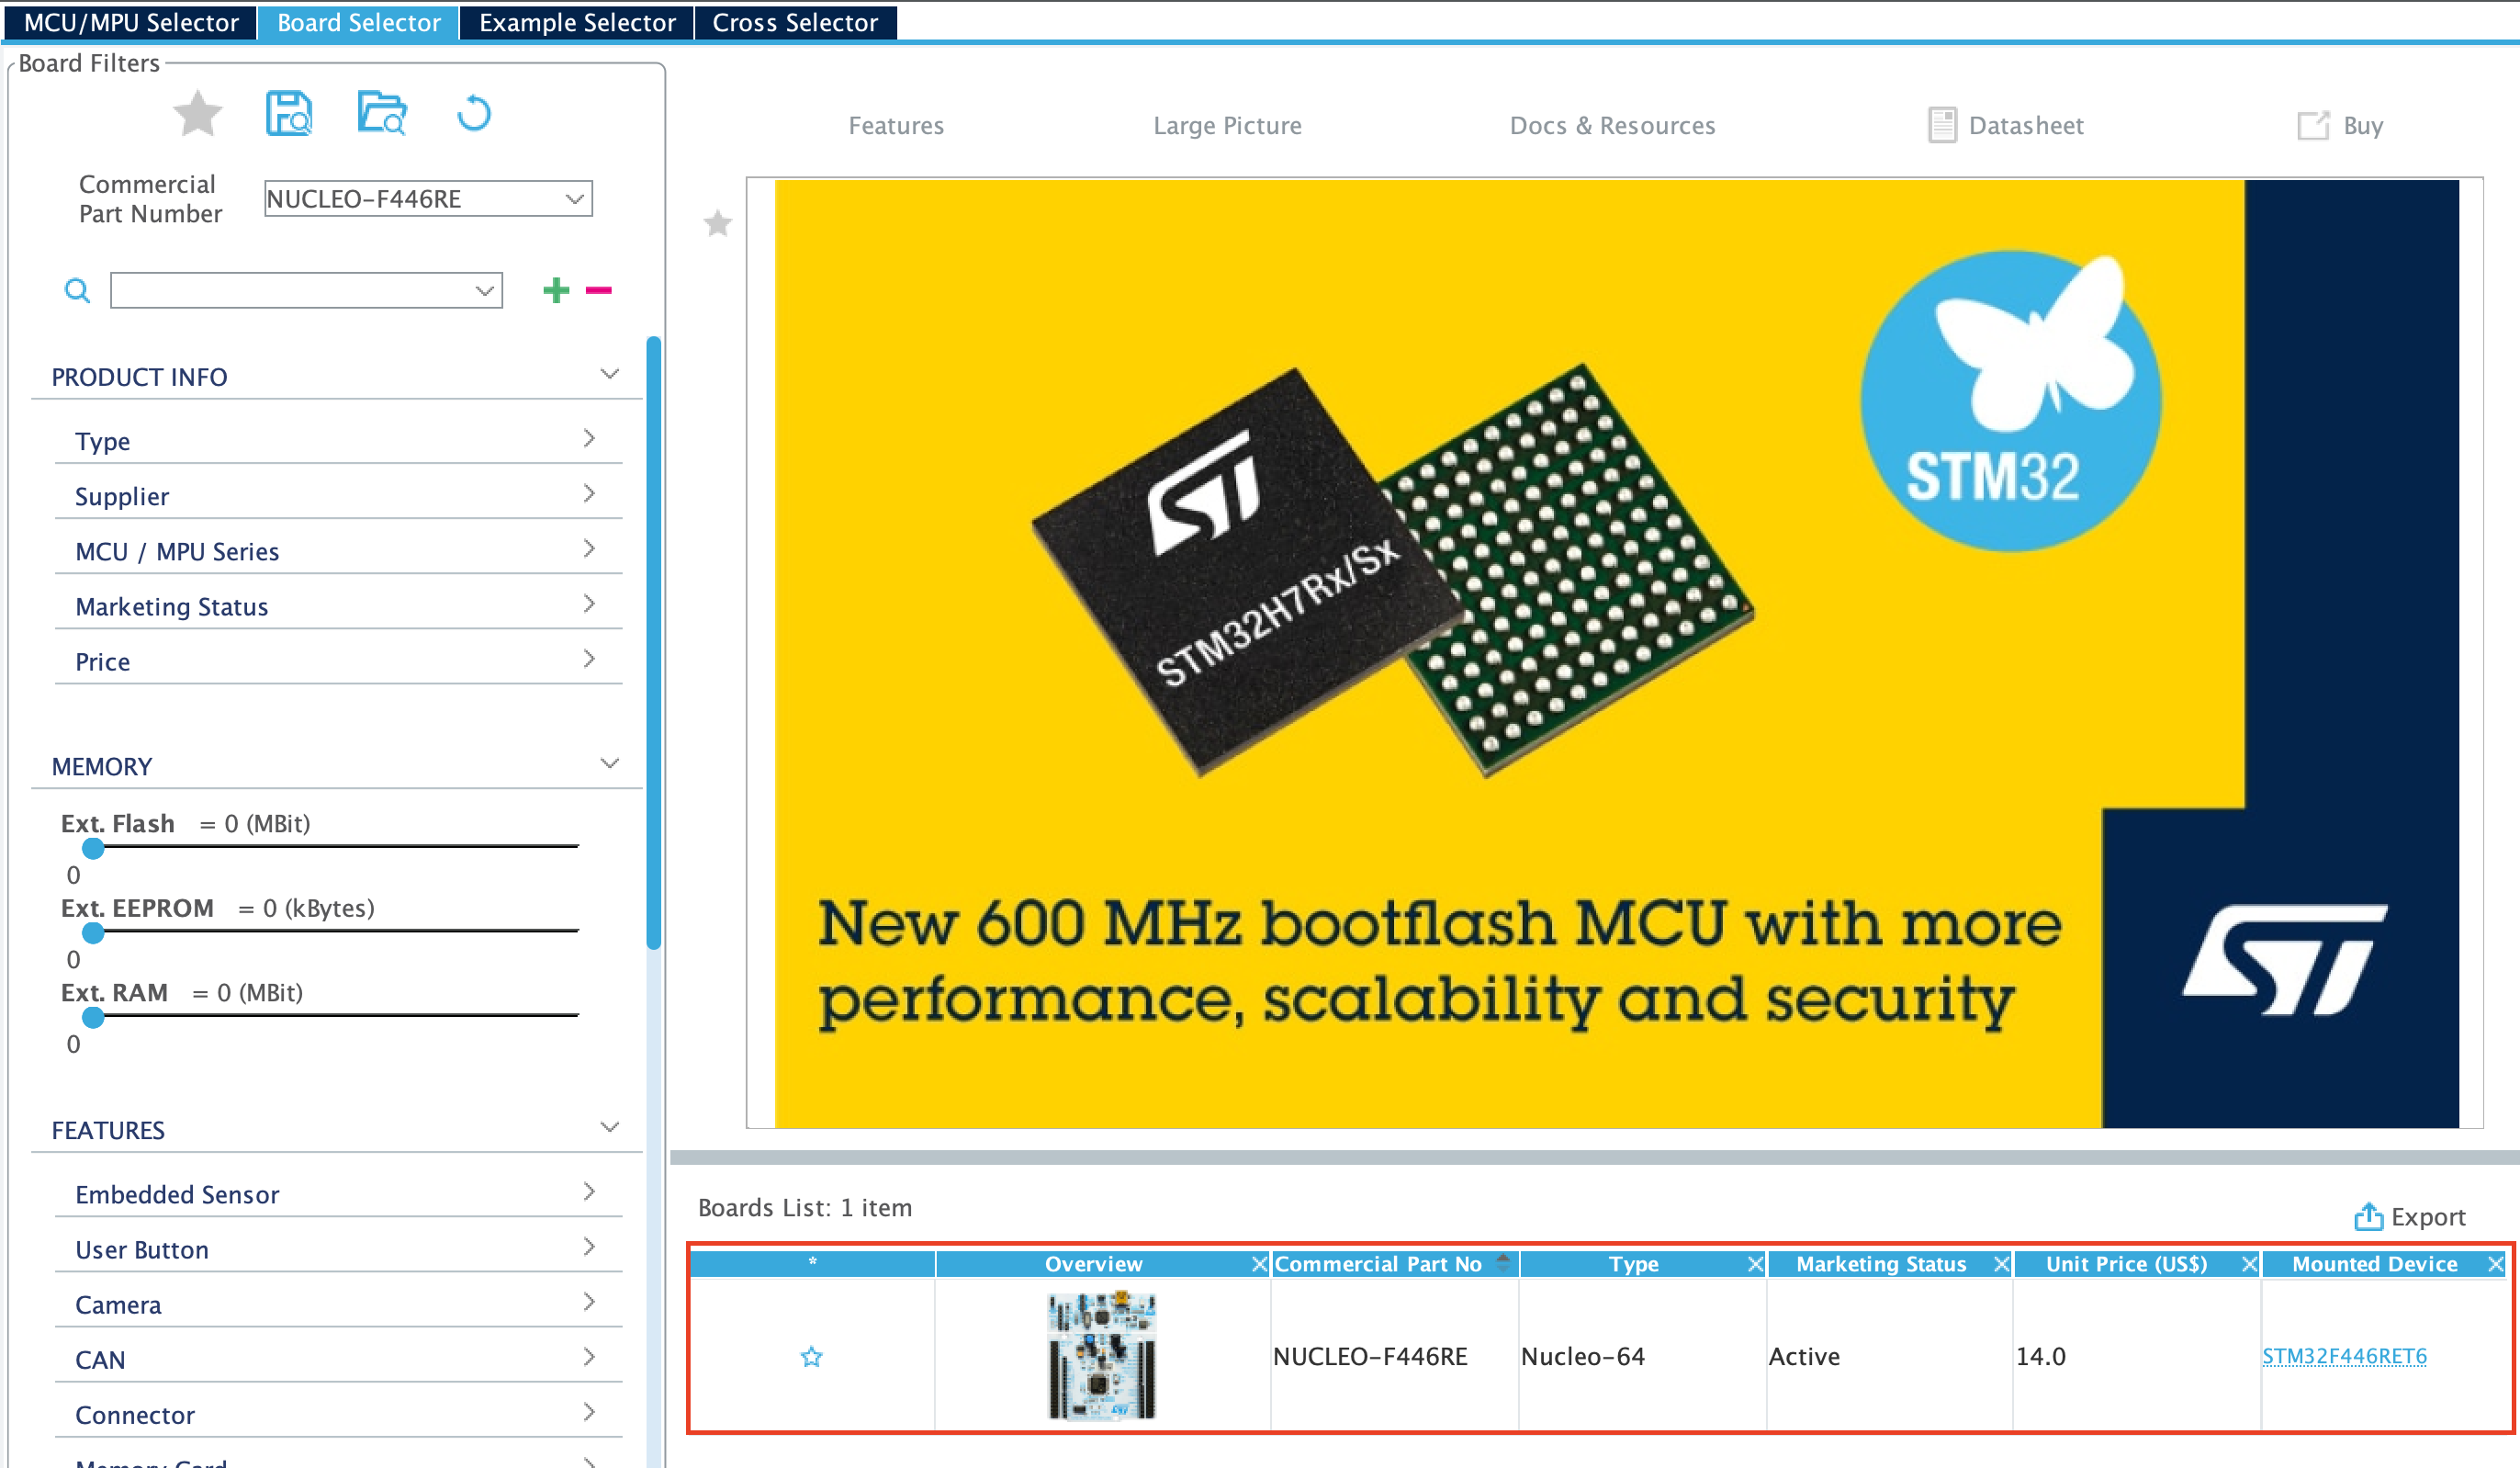 MCU/MPU Selector
Board Selector
Example Selector
Cross Selector
Board Filters
Commercial
Part Number
NUCLEO-F446RE
PRODUCT INFO
Type
Supplier
MCU / MPU Series
Marketing Status
Price
MEMORY
Ext. Flash = 0 (MBit)
0
Ext. EEPROM = 0 (kBytes)
0
Ext. RAM = 0 (MBit)
0
FEATURES
Embedded Sensor
User Button
Camera
CAN
Connector
Memory Card
Features
Large Picture
Docs & Resources
Datasheet
Buy
STM32
ST
STM32H7Rx/Sx
New 600 MHz bootflash MCU with more
performance, scalability and security
ST
Boards List: 1 item
Export
* Overview Commercial Part No Type Marketing Status Unit Price (US$) Mounted Device
NUCLEO-F446RE Nucleo-64 Active 14.0 STM32F446RET6